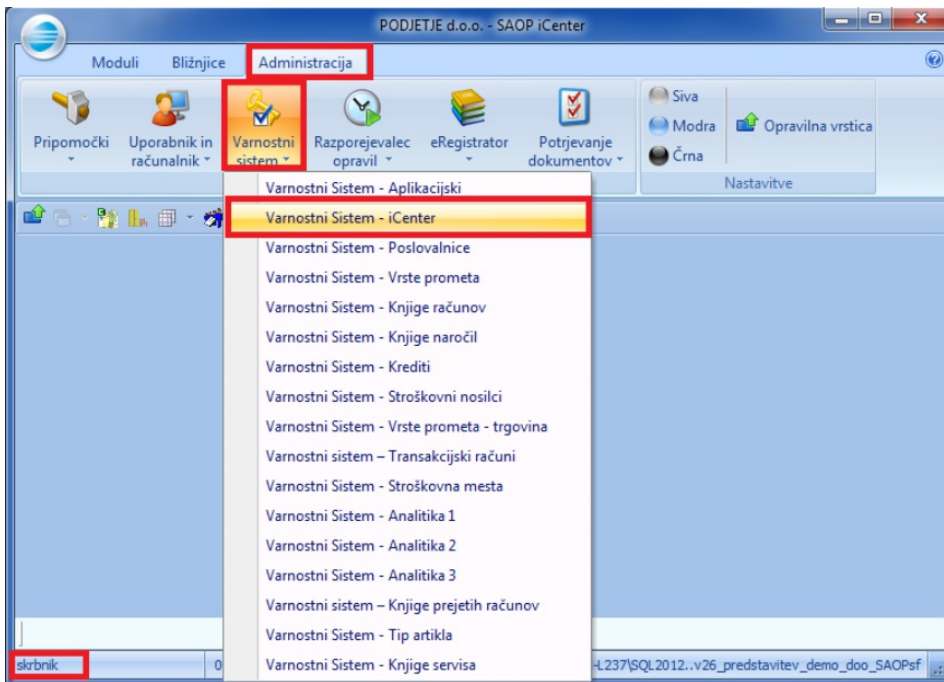 PODJETJE d.o.o. - SAOP iCenter
Moduli Bližnjice Administracija
Pripomočki
Uporabnik in
računalnik
Varnostni
sistem
Razporejevalec
opravil
eRegistrator
Potrjevanje
dokumentov
Siva
Modra
Črna
Opravilna vrstica
Nastavitve
Varnostni Sistem - Aplikacijski
Varnostni Sistem - iCenter
Varnostni Sistem - Poslovalnice
Varnostni Sistem - Vrste prometa
Varnostni Sistem - Knjige računov
Varnostni Sistem - Knjige naročil
Varnostni Sistem - Krediti
Varnostni Sistem - Stroškovni nosilci
Varnostni Sistem - Vrste prometa - trgovina
Varnostni sistem – Transakcijski računi
Varnostni Sistem - Stroškovna mesta
Varnostni Sistem - Analitika 1
Varnostni Sistem - Analitika 2
Varnostni Sistem - Analitika 3
Varnostni sistem – Knjige prejetih računov
Varnostni Sistem - Tip artikla
Varnostni Sistem - Knjige servisa
skrbnik 0 -L237\SQL2012..v26_predstavitev_demo_doo_SAOPsf